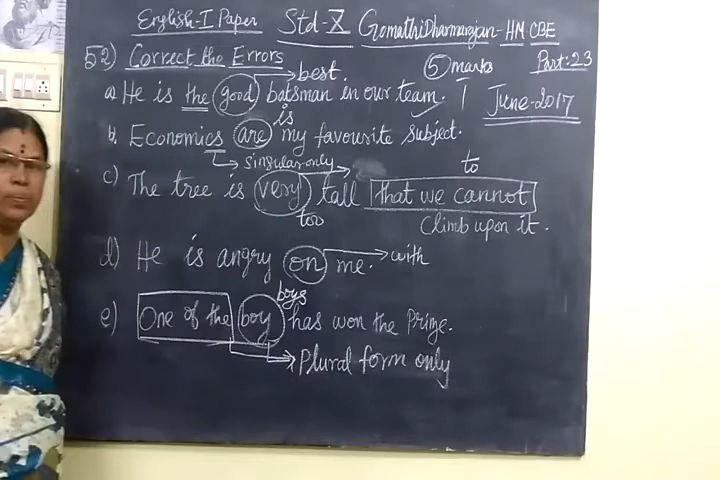 English-I Paper Std-X Gomathi Dharmarajan-HM CBE
52) Correct the Errors 5 marks Part:23
best.
a. He is the good batsman in our team. June-2017
is
b. Economics are my favourite subject.
singular only
to
c) The tree is very tall that we cannot
too climb upon it.
d) He is angry on me. with
boys
e) One of the boy has won the prize.
Plural form only